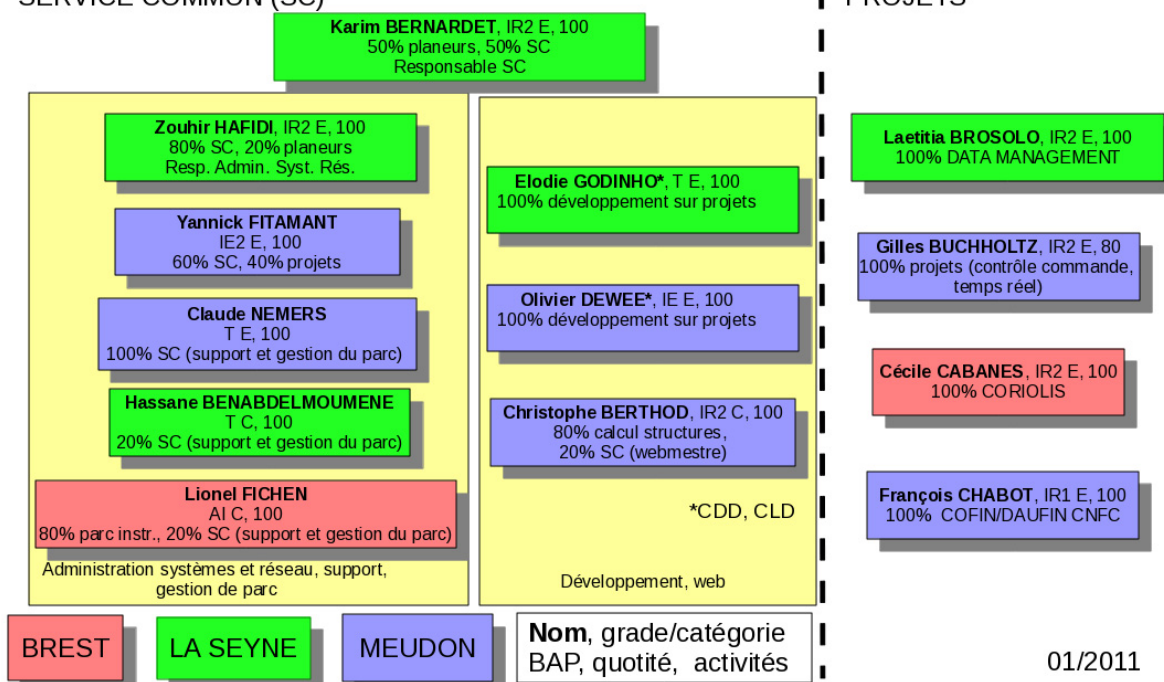 SERVICE COMMUN (SC)
PROJETS
Karim BERNARDET, IR2 E, 100
50% planeurs, 50% SC
Responsable SC
Zouhir HAFIDI, IR2 E, 100
80% SC, 20% planeurs
Resp. Admin. Syst. Rés.
Yannick FITAMANT
IE2 E, 100
60% SC, 40% projets
Claude NEMERS
T E, 100
100% SC (support et gestion du parc)
Hassane BENABDELMOUMENE
T C, 100
20% SC (support et gestion du parc)
Lionel FICHEN
AI C, 100
80% parc instr., 20% SC (support et gestion du parc)
Administration systèmes et réseau, support,
gestion de parc
Elodie GODINHO*, T E, 100
100% développement sur projets
Olivier DEWEE*, IE E, 100
100% développement sur projets
Christophe BERTHOD, IR2 C, 100
80% calcul structures,
20% SC (webmestre)
*CDD, CLD
Développement, web
Laetitia BROSOLO, IR2 E, 100
100% DATA MANAGEMENT
Gilles BUCHHOLTZ, IR2 E, 80
100% projets (contrôle commande,
temps réel)
Cécile CABANES, IR2 E, 100
100% CORIOLIS
François CHABOT, IR1 E, 100
100% COFIN/DAUFIN CNFC
BREST
LA SEYNE
MEUDON
Nom, grade/catégorie
BAP, quotité, activités
01/2011